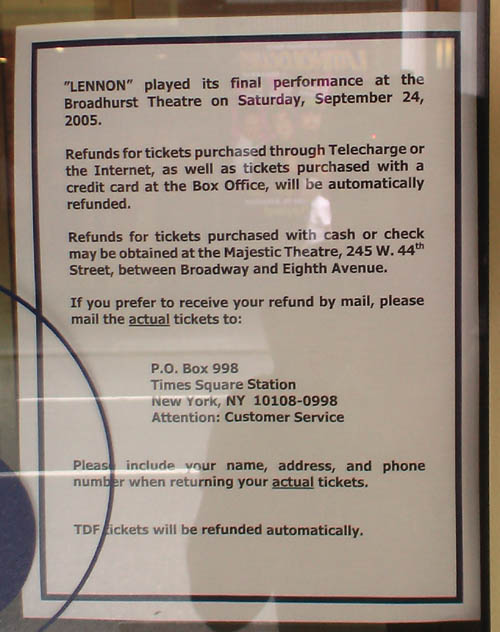 "LENNON" played its final performance at the
Broadhurst Theatre on Saturday, September 24,
2005.
Refunds for tickets purchased through Telecharge or
the Internet, as well as tickets purchased with a
credit card at the Box Office, will be automatically
refunded.
Refunds for tickets purchased with cash or check
may be obtained at the Majestic Theatre, 245 W. 44th
Street, between Broadway and Eighth Avenue.
If you prefer to receive your refund by mail, please
mail the actual tickets to:
P.O. Box 998
Times Square Station
New York, NY 10108-0998
Attention: Customer Service
Please include your name, address, and phone
number when returning your actual tickets.
TDF tickets will be refunded automatically.